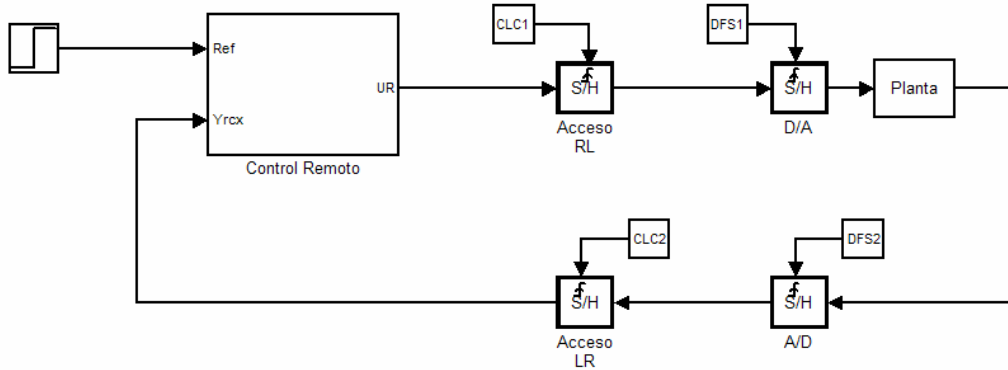 CLC1
DFS1
Ref
UR
Yrcx
S/H
S/H
Planta
Acceso
RL
D/A
Control Remoto
CLC2
DFS2
S/H
S/H
Acceso
LR
A/D